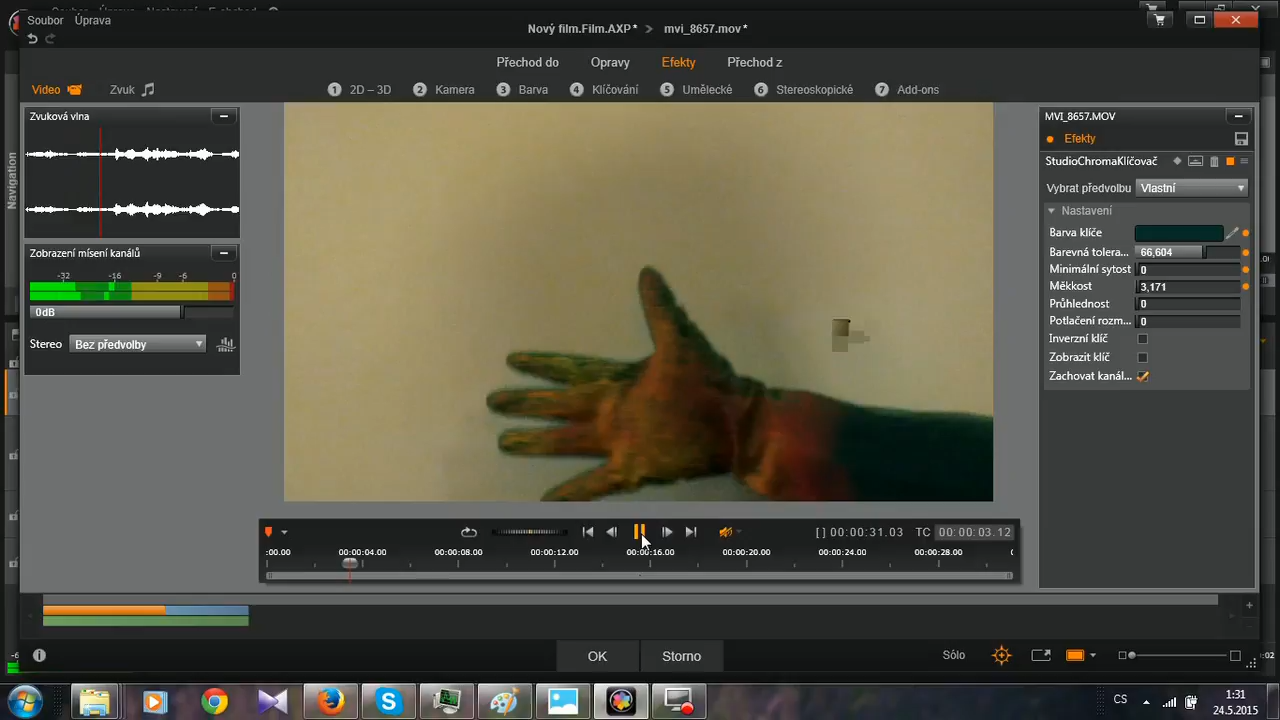 Soubor Úprava
Nový film.Film.AXP* > mvi_8657.mov*
Přechod do Opravy Efekty Přechod z
Video Zvuk
1 2D – 3D 2 Kamera 3 Barva 4 Klíčování 5 Umělecké 6 Stereoskopické 7 Add-ons
Navigation
Zvuková vlna
Zobrazení mísení kanálů
-32 -16 -9 -6 0
0dB
Stereo Bez předvolby
MVI_8657.MOV
Efekty
StudioChromaKlíčovač
Vybrat předvolbu Vlastní
Nastavení
Barva klíče
Barevná tolera... 66,604
Minimální sytost 0
Měkkost 3,171
Průhlednost 0
Potlačení rozm... 0
Inverzní klíč
Zobrazit klíč
Zachovat kanál...
[ ] 00:00:31.03 TC 00:00:03.12
:00.00 00:00:04.00 00:00:08.00 00:00:12.00 00:00:16.00 00:00:20.00 00:00:24.00 00:00:28.00
OK Storno
Sólo
CS
1:31
24.5.2015